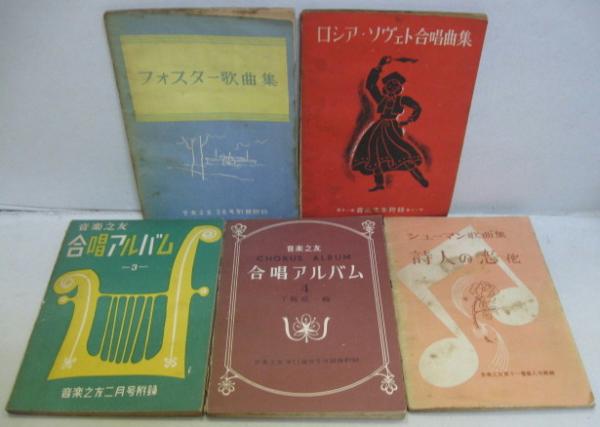 フォスター歌曲集
ロシア・ソヴェト合唱曲集
音楽之友
合唱アルバム
—3—
音楽之友二月号附録
音楽之友
CHORUS ALBUM
合唱アルバム
4
シューマン歌曲集
詩人の恋 他